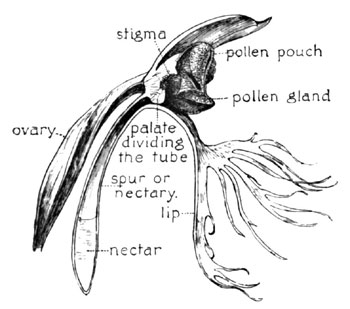 stigma
pollen pouch
pollen gland
ovary
palate
dividing
the tube
spur or
nectary.
lip
nectar